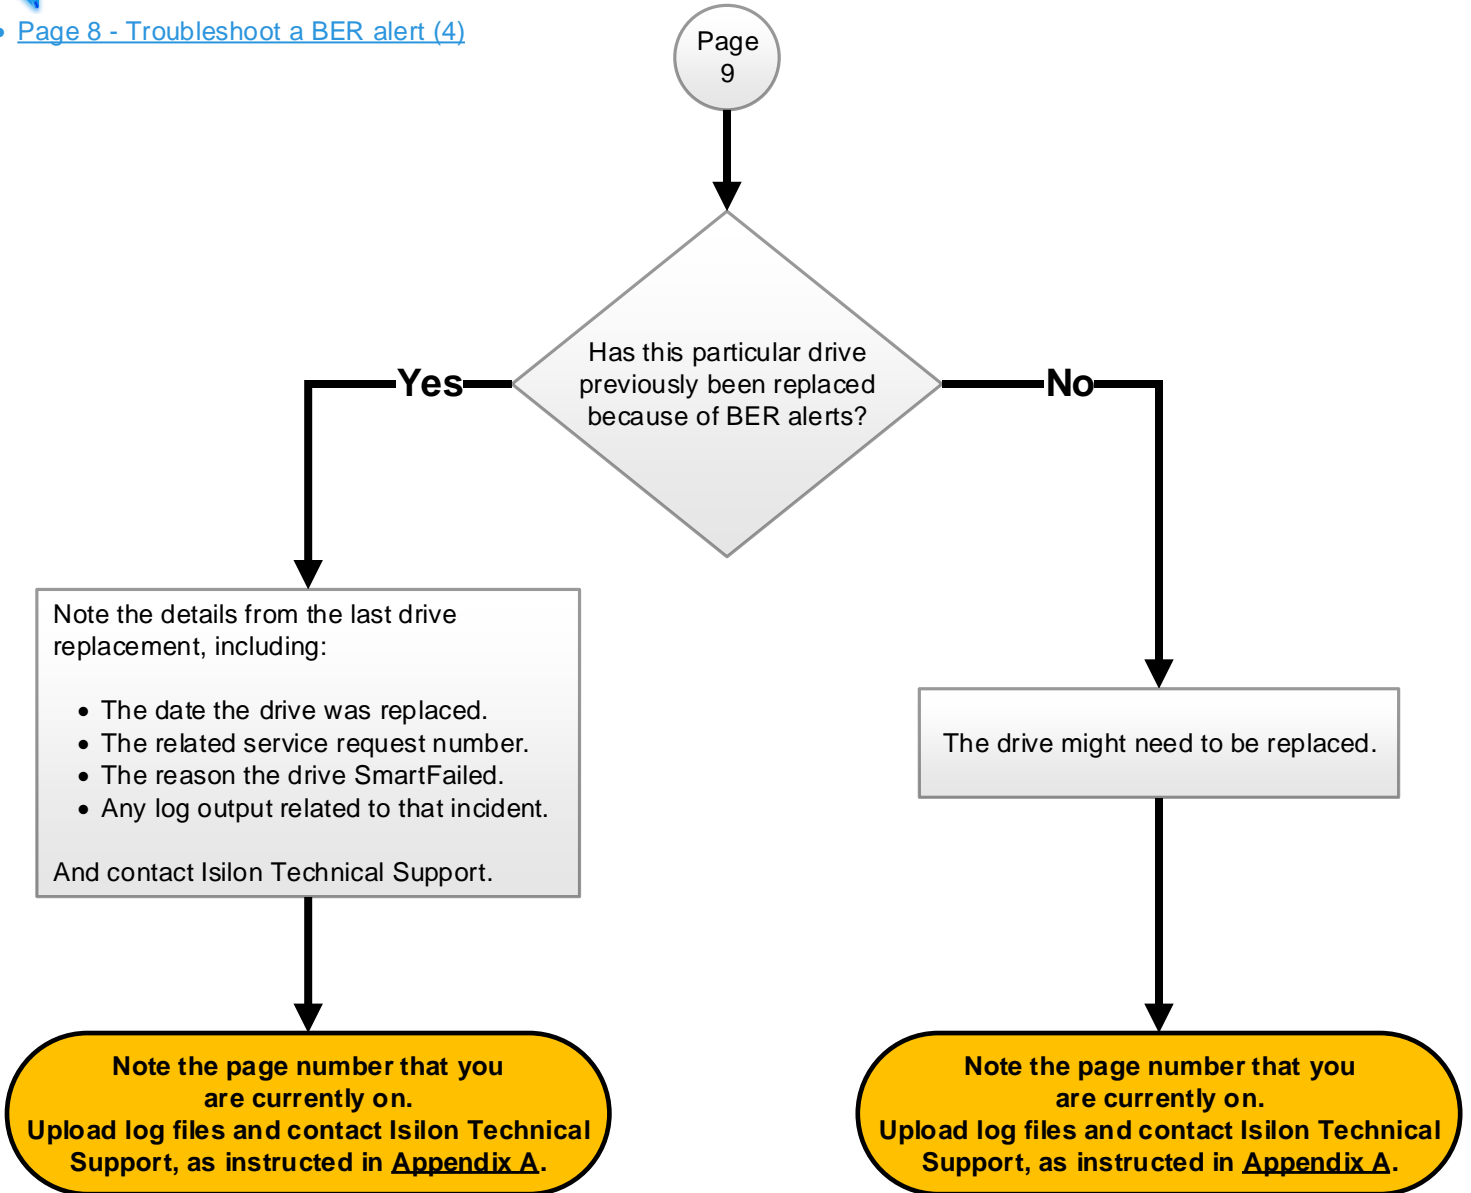 • Page 8 - Troubleshoot a BER alert (4)
Page
9
Has this particular drive
previously been replaced
because of BER alerts?
Yes
No
Note the details from the last drive
replacement, including:
• The date the drive was replaced.
• The related service request number.
• The reason the drive SmartFailed.
• Any log output related to that incident.
And contact Isilon Technical Support.
The drive might need to be replaced.
Note the page number that you
are currently on.
Upload log files and contact Isilon Technical
Support, as instructed in Appendix A.
Note the page number that you
are currently on.
Upload log files and contact Isilon Technical
Support, as instructed in Appendix A.